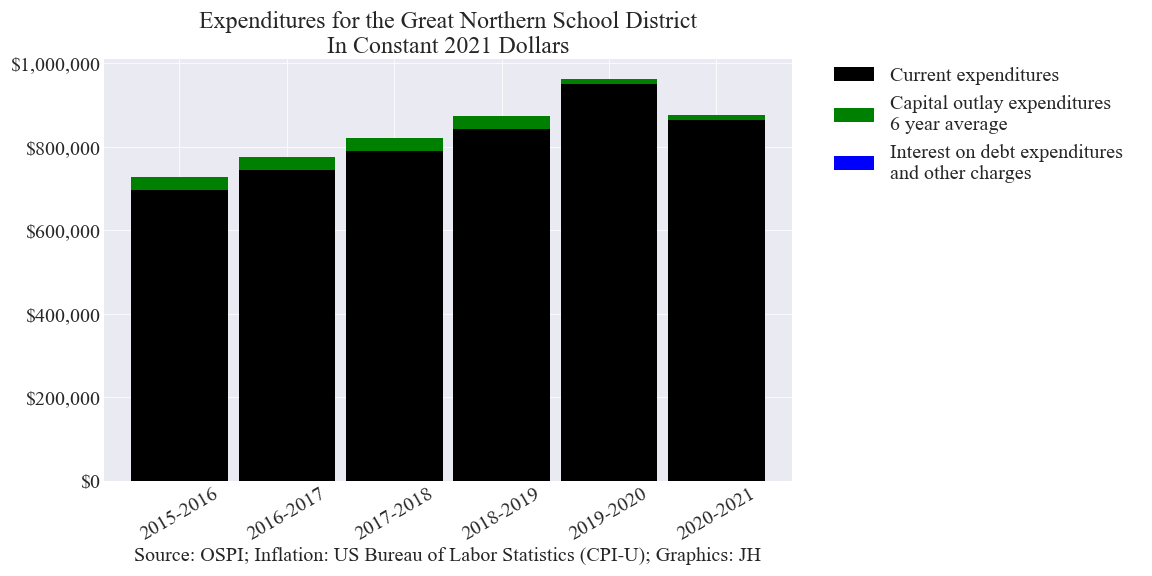 Expenditures for the Great Northern School District
In Constant 2021 Dollars
$1,000,000
$800,000
$600,000
$400,000
$200,000
$0
2015-2016
2016-2017
2017-2018
2018-2019
2019-2020
2020-2021
Source: OSPI; Inflation: US Bureau of Labor Statistics (CPI-U); Graphics: JH
Current expenditures
Capital outlay expenditures
6 year average
Interest on debt expenditures
and other charges